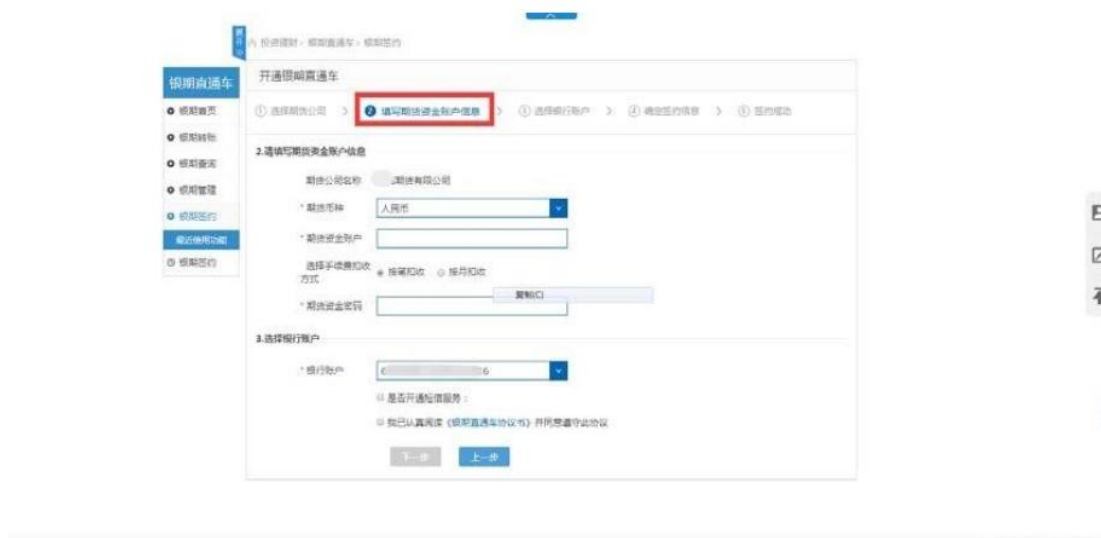 展开
投资理财> 银期直通车> 银期签约
银期直通车
银期首页
银期转账
银期查询
银期管理
银期签约
最近使用功能
银期签约
开通银期直通车
① 选择期货公司 > ② 填写期货资金账户信息 > ③ 选择银行账户 > ④ 确定签约信息 > ⑤ 签约成功
2.请填写期货资金账户信息
期货公司名称 期货有限公司
* 期货币种 人民币
* 期货资金账户
选择手续费扣收方式 按笔扣收 按月扣收
复制(C)
* 期货资金密码
3.选择银行账户
* 银行账户 6 6
是否开通短信服务：
我已认真阅读《银期直通车协议书》并同意遵守此协议
下一步 上一步